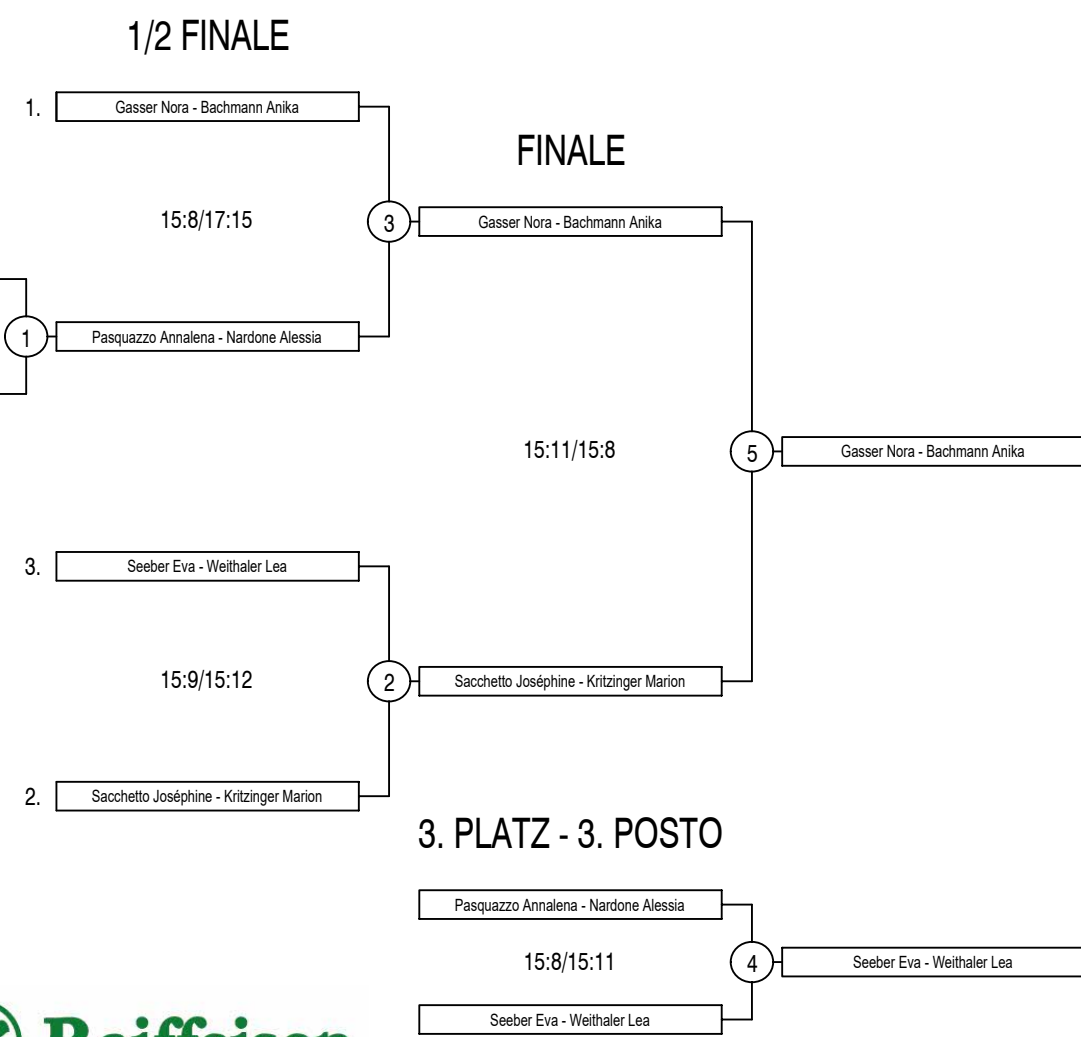 1/2 FINALE
1. Gasser Nora - Bachmann Anika
FINALE
15:8/17:15
3
Gasser Nora - Bachmann Anika
1
Pasquazzo Annalena - Nardone Alessia
15:11/15:8
5
Gasser Nora - Bachmann Anika
3. Seeber Eva - Weithaler Lea
15:9/15:12
2
Sacchetto Joséphine - Kritzinger Marion
2. Sacchetto Joséphine - Kritzinger Marion
3. PLATZ - 3. POSTO
Pasquazzo Annalena - Nardone Alessia
15:8/15:11
4
Seeber Eva - Weithaler Lea
Seeber Eva - Weithaler Lea
Raiffeisen